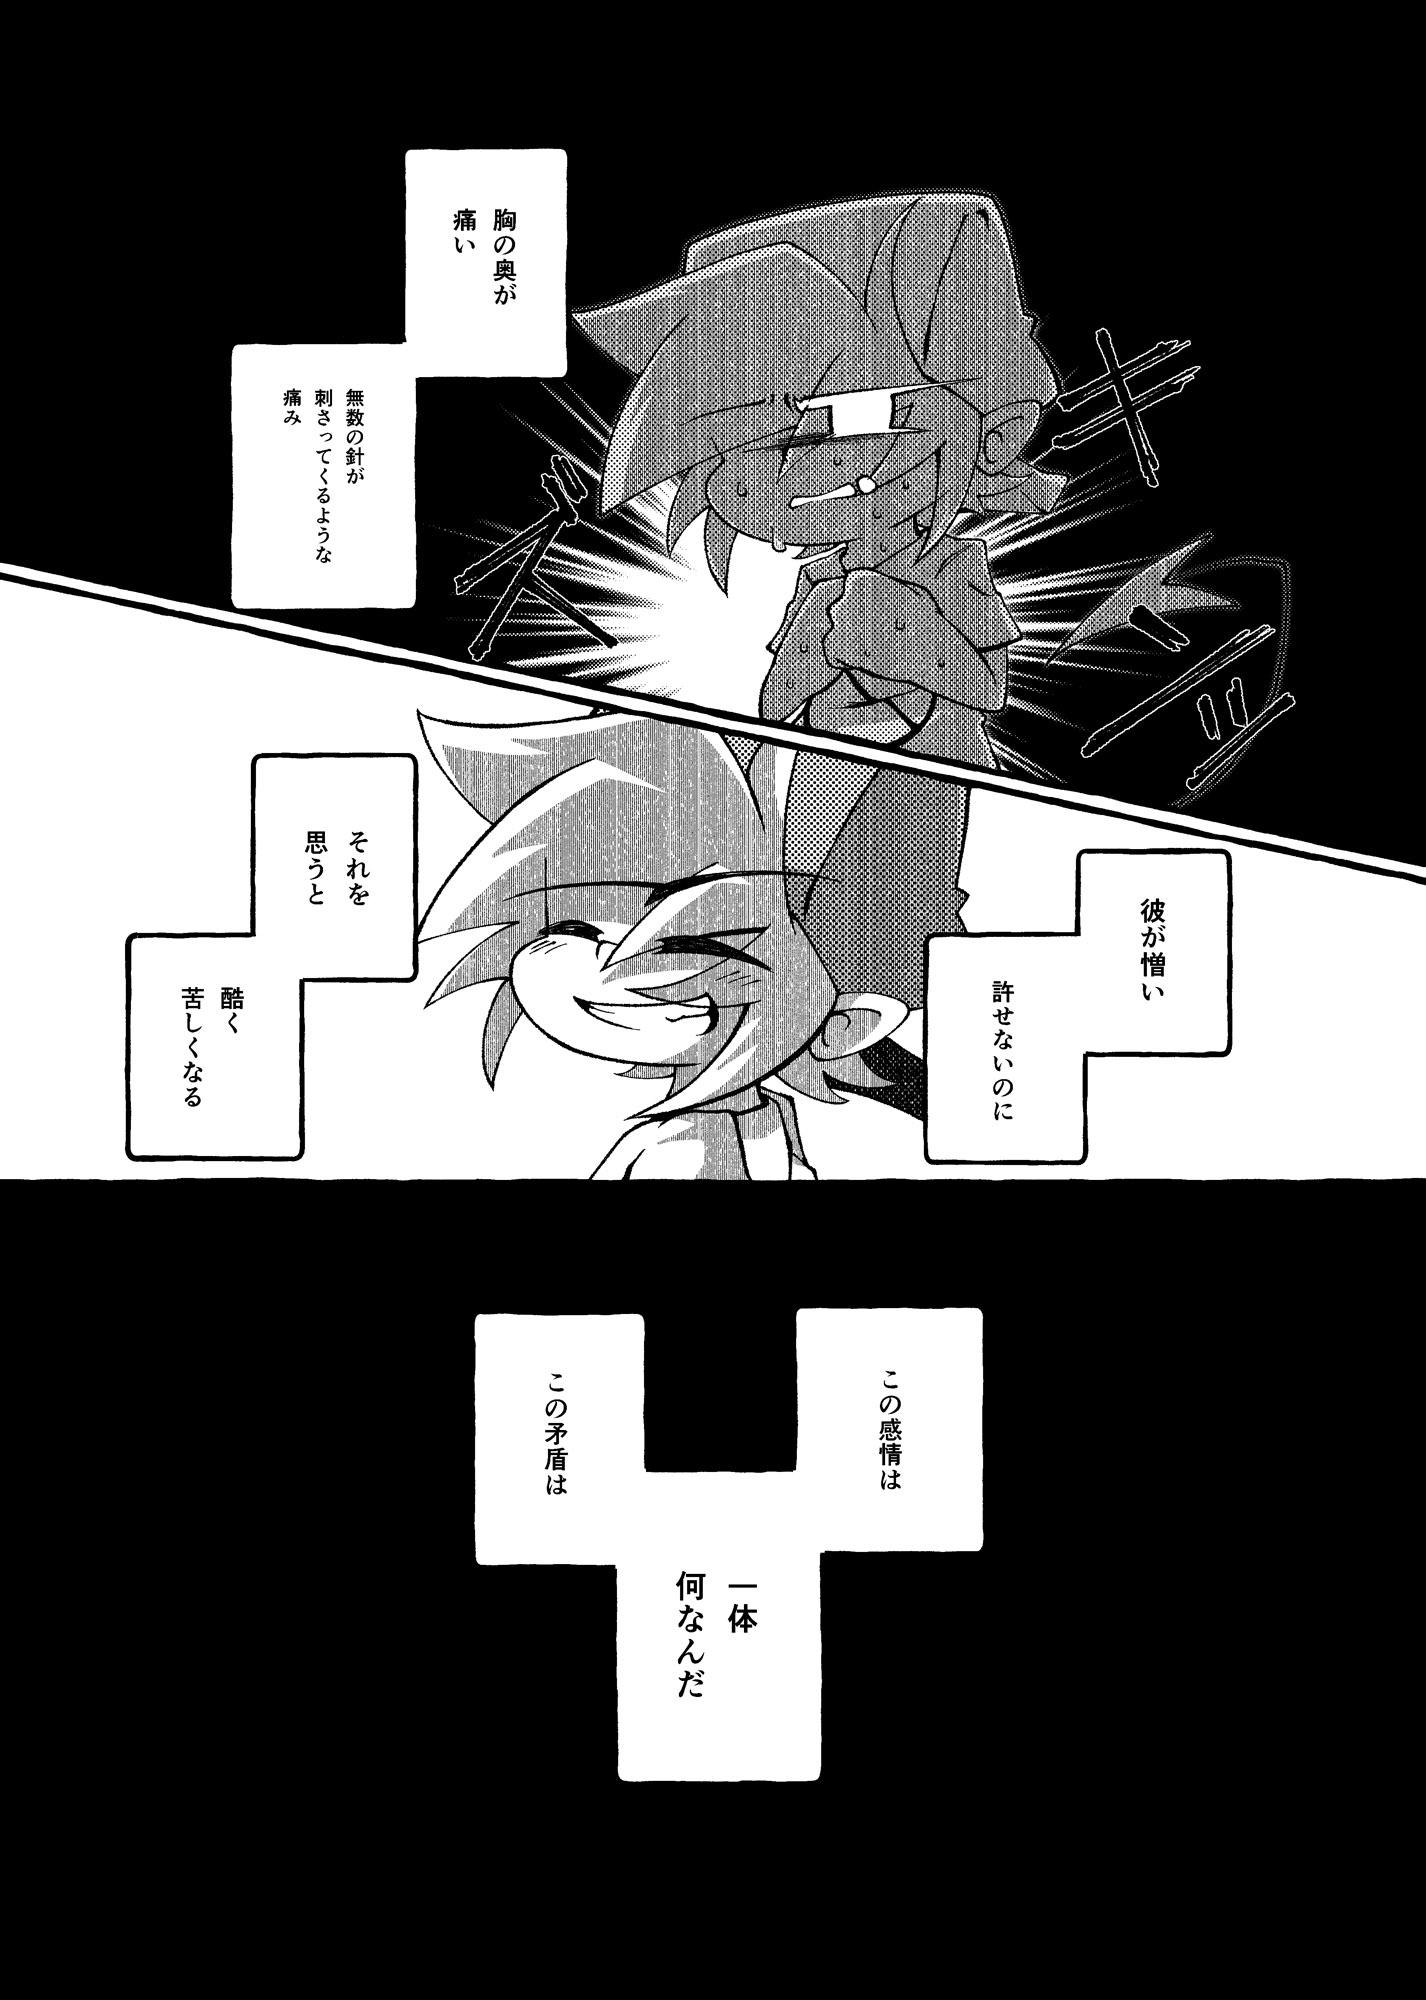 胸の奥が
痛い
無数の針が
刺さってくるような
痛み
キ
ズ
ズ
彼が憎い
許せないのに
それを
思うと
酷く
苦しくなる
この感情は
この矛盾は
一体
何なんだ